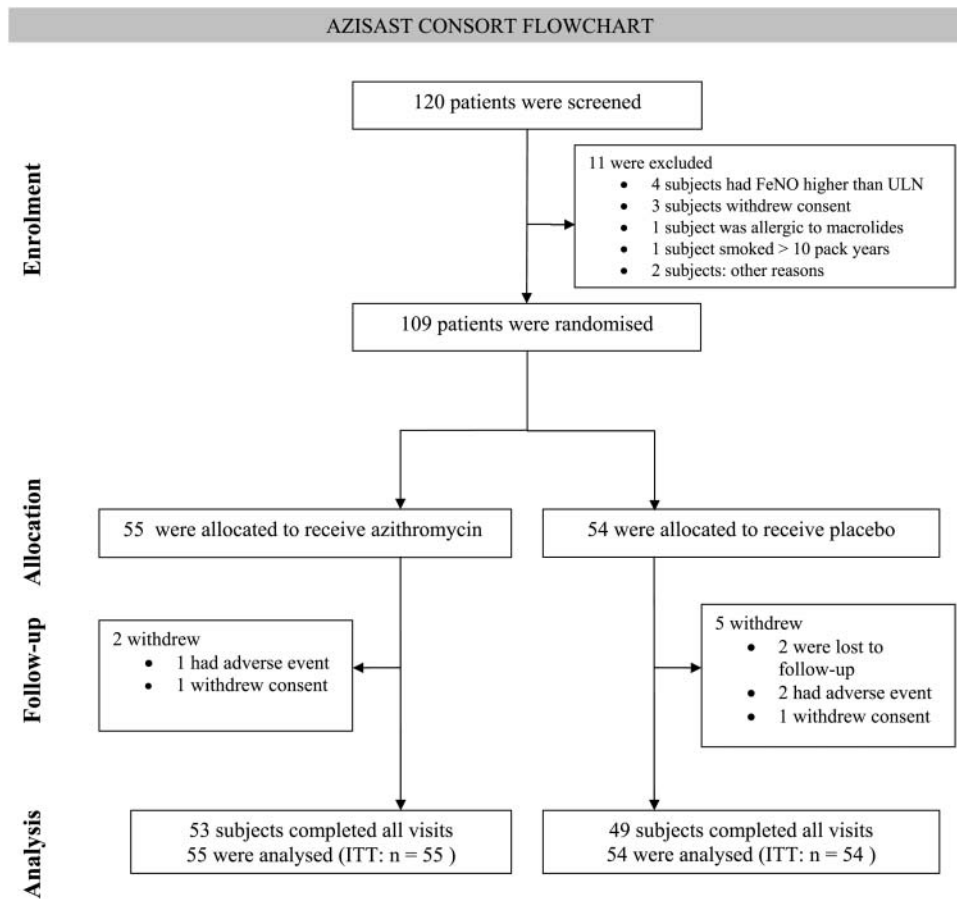 AZISAST CONSORT FLOWCHART
120 patients were screened
Enrolment
11 were excluded
• 4 subjects had FeNO higher than ULN
• 3 subjects withdrew consent
• 1 subject was allergic to macrolides
• 1 subject smoked > 10 pack years
• 2 subjects: other reasons
109 patients were randomised
Allocation
55 were allocated to receive azithromycin
54 were allocated to receive placebo
Follow-up
2 withdrew
• 1 had adverse event
• 1 withdrew consent
5 withdrew
• 2 were lost to
follow-up
• 2 had adverse event
• 1 withdrew consent
Analysis
53 subjects completed all visits
55 were analysed (ITT: n = 55 )
49 subjects completed all visits
54 were analysed (ITT: n = 54 )